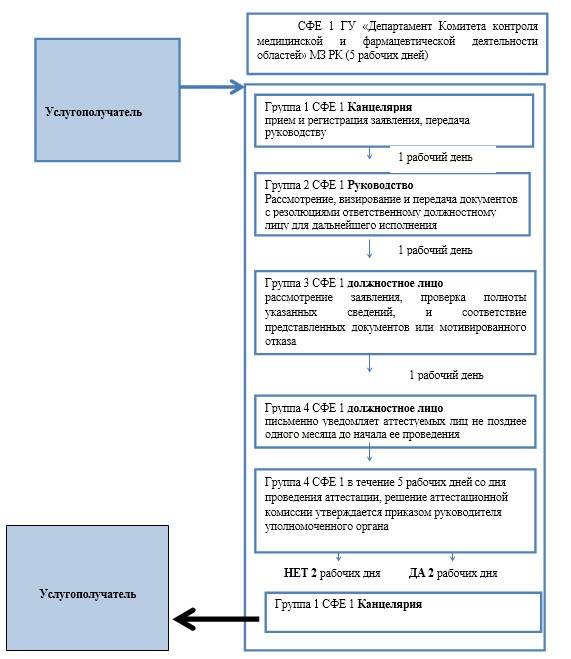 СФЕ 1 ГУ «Департамент Комитета контроля
медицинской и фармацевтической деятельности
областей» МЗ РК (5 рабочих дней)
Услугополучатель
Группа 1 СФЕ 1 Канцелярия
прием и регистрация заявления, передача
руководству
1 рабочий день
Группа 2 СФЕ 1 Руководство
Рассмотрение, визирование и передача документов
с резолюциями ответственному должностному
лицу для дальнейшего исполнения
1 рабочий день
Группа 3 СФЕ 1 должностное лицо
рассмотрение заявления, проверка полноты
указанных сведений, и соответствие
представленных документов или мотивированного
отказа
1 рабочий день
Группа 4 СФЕ 1 должностное лицо
письменно уведомляет аттестуемых лиц не позднее
одного месяца до начала ее проведения
Группа 4 СФЕ 1 в течение 5 рабочих дней со дня
проведения аттестации, решение аттестационной
комиссии утверждается приказом руководителя
уполномоченного органа
НЕТ 2 рабочих дня ДА 2 рабочих дня
Группа 1 СФЕ 1 Канцелярия
Услугополучатель